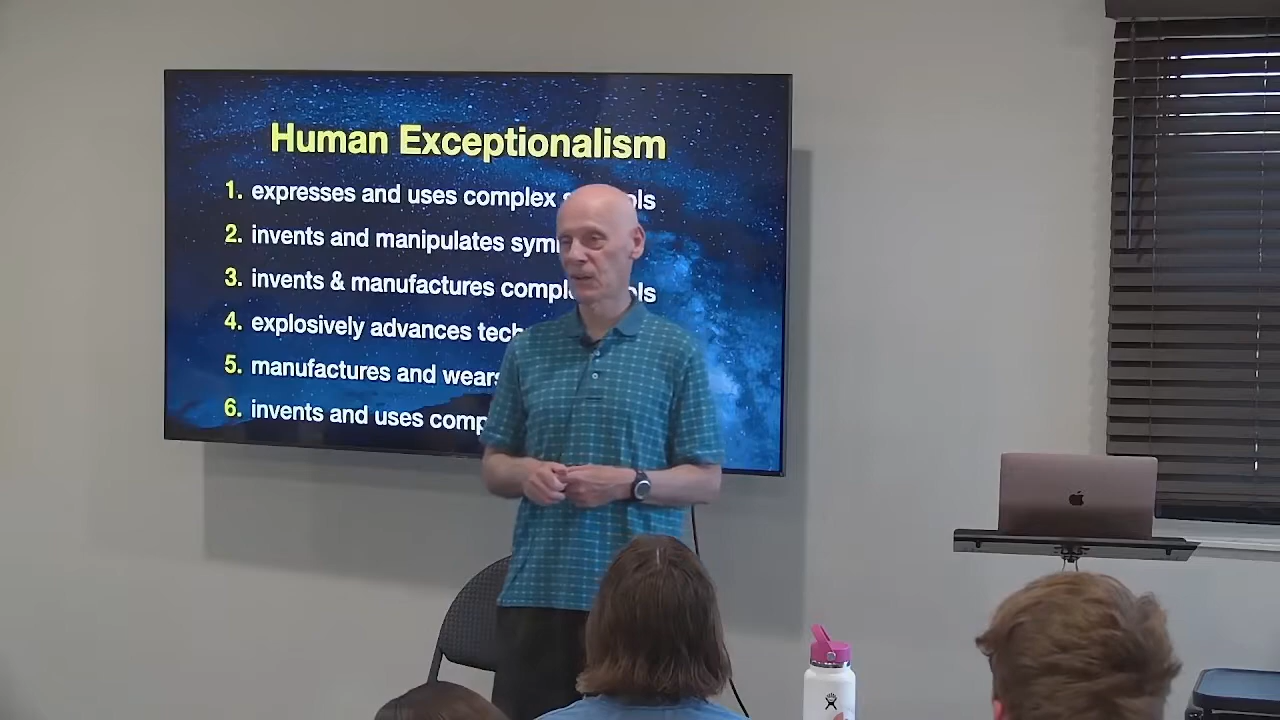 Human Exceptionalism
1. expresses and uses complex
2. invents and manipulates
3. invents & manufactures
4. explosively advances
5. manufactures and wears
6. invents and uses